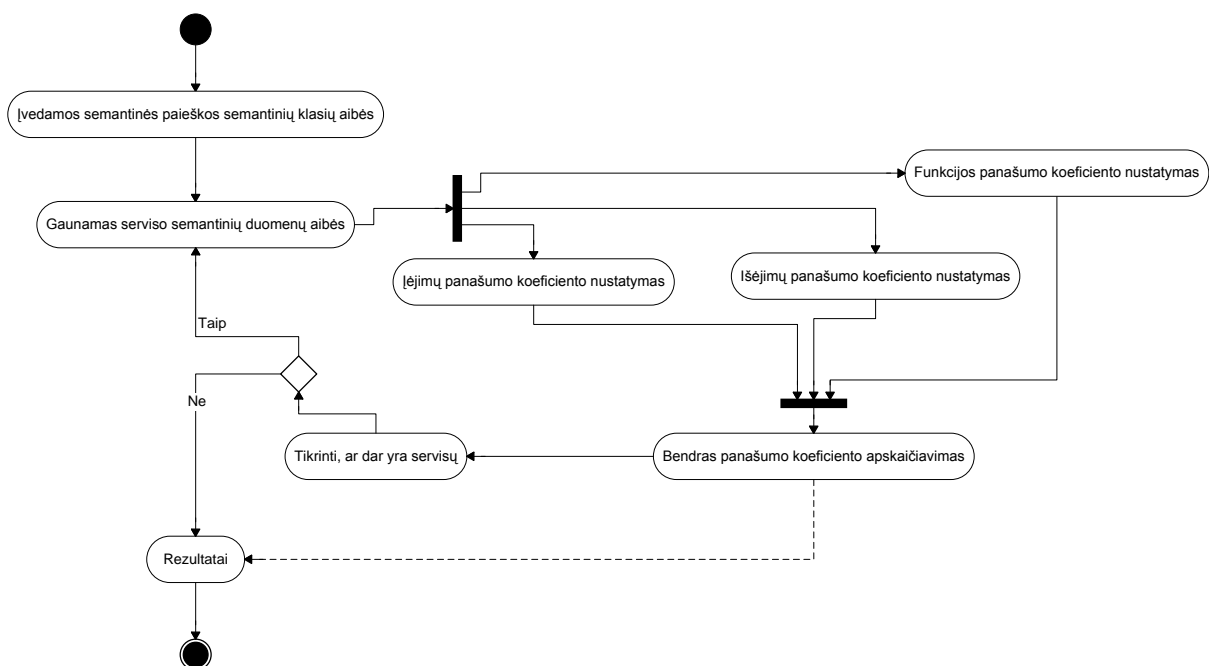 Įvedamos semantinės paieškos semantinių klasių aibės
Funkcijos panašumo koeficiento nustatymas
Gaunamas serviso semantinių duomenų aibės
Įėjimų panašumo koeficiento nustatymas
Išėjimų panašumo koeficiento nustatymas
Taip
Ne
Tikrinti, ar dar yra servisų
Bendras panašumo koeficiento apskaičiavimas
Rezultatai